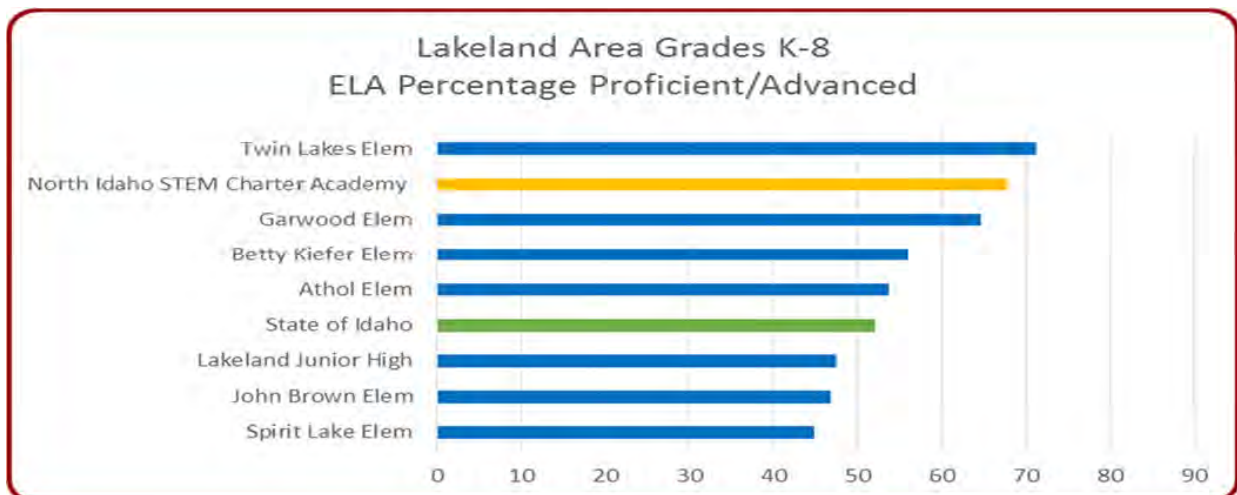 Lakeland Area Grades K-8
ELA Percentage Proficient/Advanced
Twin Lakes Elem
North Idaho STEM Charter Academy
Garwood Elem
Betty Kiefer Elem
Athol Elem
State of Idaho
Lakeland Junior High
John Brown Elem
Spirit Lake Elem
0 10 20 30 40 50 60 70 80 90